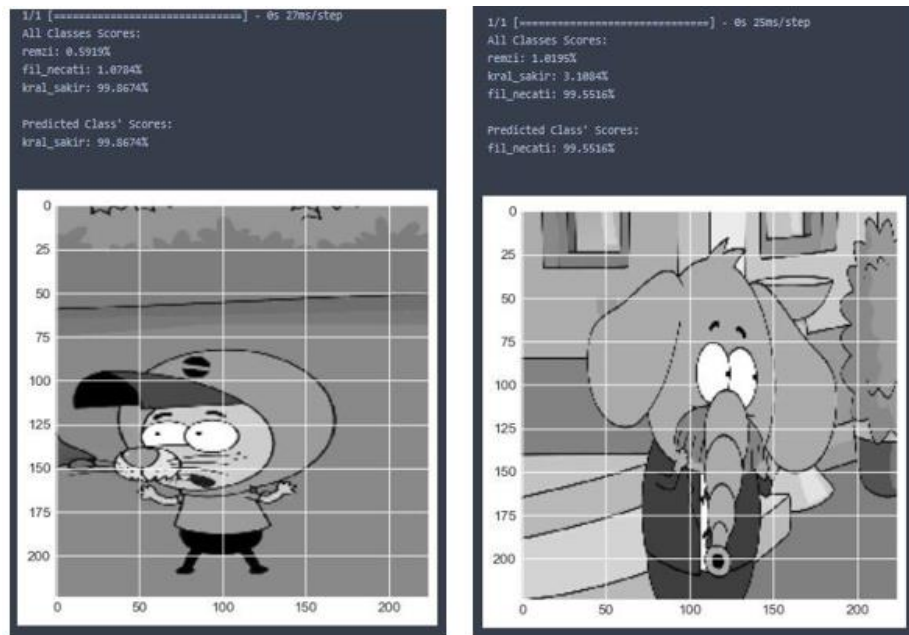 1/1 [==============================] - 0s 27ms/step
All Classes Scores:
remzi: 0.5919%
fil_necati: 1.0784%
kral_sakir: 99.8674%
Predicted Class' Scores:
kral_sakir: 99.8674%
0
25
50
75
100
125
150
175
200
0 50 100 150 200
1/1 [==============================] - 0s 25ms/step
All Classes Scores:
remzi: 1.0195%
kral_sakir: 3.1084%
fil_necati: 99.5516%
Predicted Class' Scores:
fil_necati: 99.5516%
0
25
50
75
100
125
150
175
200
0 50 100 150 200